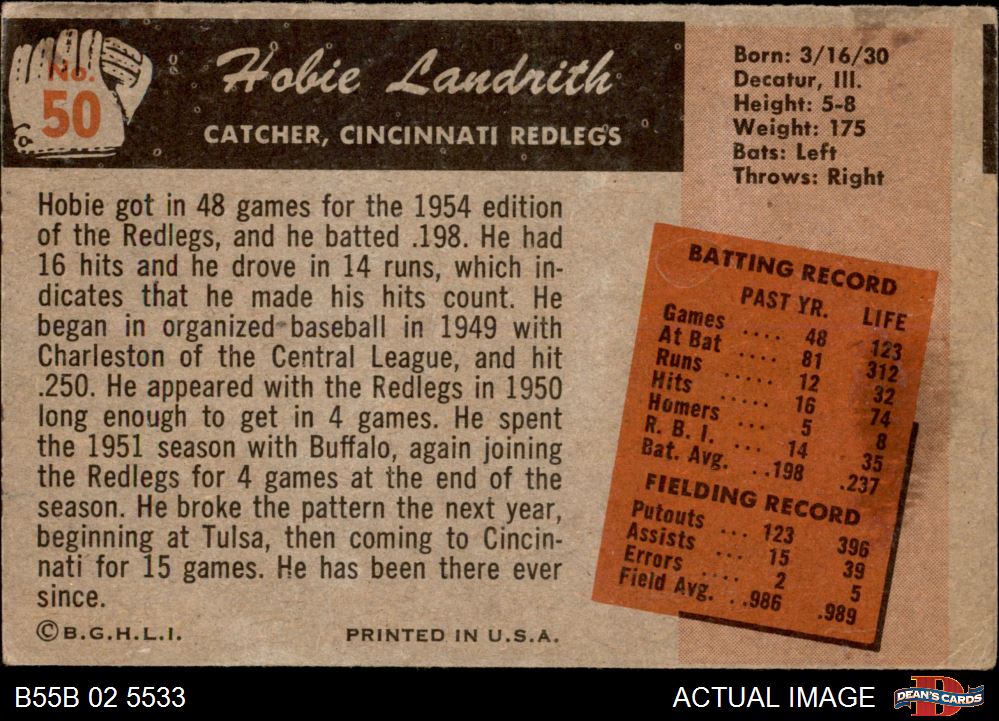 No.
50
Hobie Landrith
CATCHER, CINCINNATI REDLEGS
Born: 3/16/30
Decatur, Ill.
Height: 5-8
Weight: 175
Bats: Left
Throws: Right
Hobie got in 48 games for the 1954 edition
of the Redlegs, and he batted .198. He had
16 hits and he drove in 14 runs, which in-
dicates that he made his hits count. He
began in organized baseball in 1949 with
Charleston of the Central League, and hit
.250. He appeared with the Redlegs in 1950
long enough to get in 4 games. He spent
the 1951 season with Buffalo, again joining
the Redlegs for 4 games at the end of the
season. He broke the pattern the next year,
beginning at Tulsa, then coming to Cincin-
nati for 15 games. He has been there ever
since.
BATTING RECORD
PAST YR. LIFE
Games .... 48 123
At Bat .... 81 312
Runs ..... 12 32
Hits ..... 16 74
Homers ... 5 8
R. B. I. ... 14 35
Bat. Avg. ..198 .237
FIELDING RECORD
Putouts ... 123 396
Assists ... 15 39
Errors .... 2 5
Field Avg. ..986 .989
©B.G.H.L.I. PRINTED IN U.S.A.
B55B 02 5533
ACTUAL IMAGE
DEAN'S CARDS